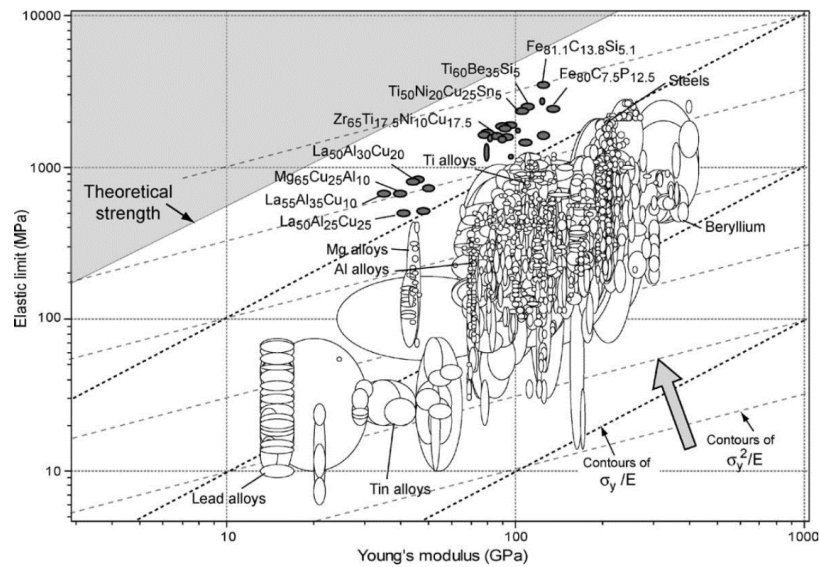 10000
1000
100
10
Elastic limit (MPa)
10
100
1000
Young's modulus (GPa)
Theoretical
strength
Fe81.1C13.8Si5.1
Ti60Be35Si5
Fe80C7.5P12.5
Ti50Ni20Cu25Sn5
Steels
Zr65Ti17.5Nr10Cu17.5
La50Al30Cu20
Ti alloys
Mg65Cu25Al10
La55Al35Cu10
La50Al25Cu25
Beryllium
Mg alloys
Al alloys
Lead alloys
Tin alloys
Contours of
σy /E
Contours of
σy²/E